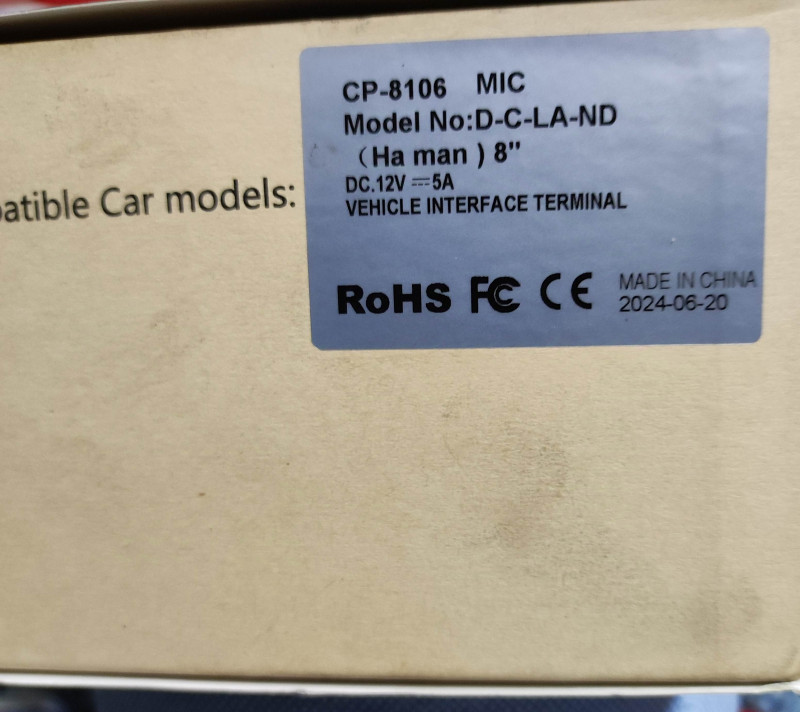 CP-8106 MIC
Model No:D-C-LA-ND
(Ha man ) 8"
DC.12V ⎓5A
VEHICLE INTERFACE TERMINAL
Car models:
RoHS FC CE MADE IN CHINA
2024-06-20